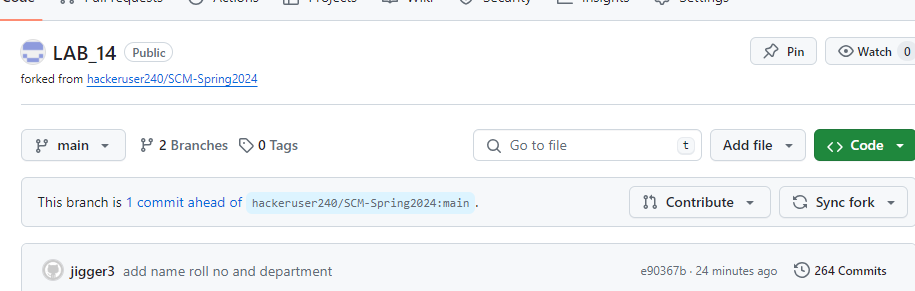 Code Pull requests Actions Projects Wiki Security Insights Settings
LAB_14 Public Pin Watch 0
forked from hackeruser240/SCM-Spring2024
main 2 Branches 0 Tags Go to file t Add file Code
This branch is 1 commit ahead of hackeruser240/SCM-Spring2024:main . Contribute Sync fork
jigger3 add name roll no and department e90367b · 24 minutes ago 264 Commits